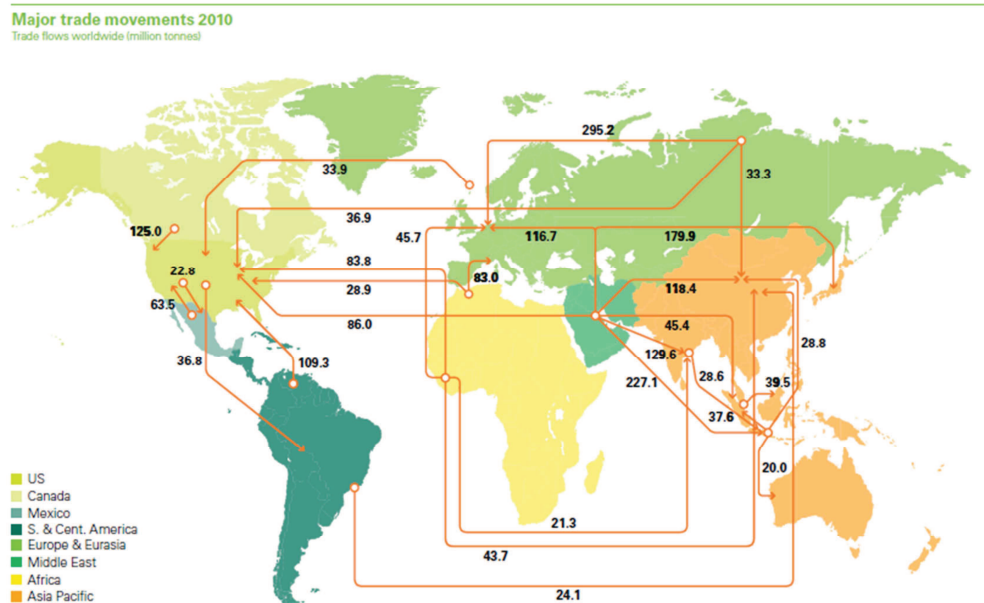 Major trade movements 2010
Trade flows worldwide (million tonnes)
295.2
33.9
33.3
36.9
125.0
45.7
116.7
179.9
83.8
22.8
83.0
28.9
118.4
63.5
86.0
45.4
28.8
36.8
109.3
129.6
28.6
227.1
39.5
37.6
20.0
US
Canada
Mexico
S. & Cent. America
Europe & Eurasia
Middle East
Africa
Asia Pacific
21.3
43.7
24.1